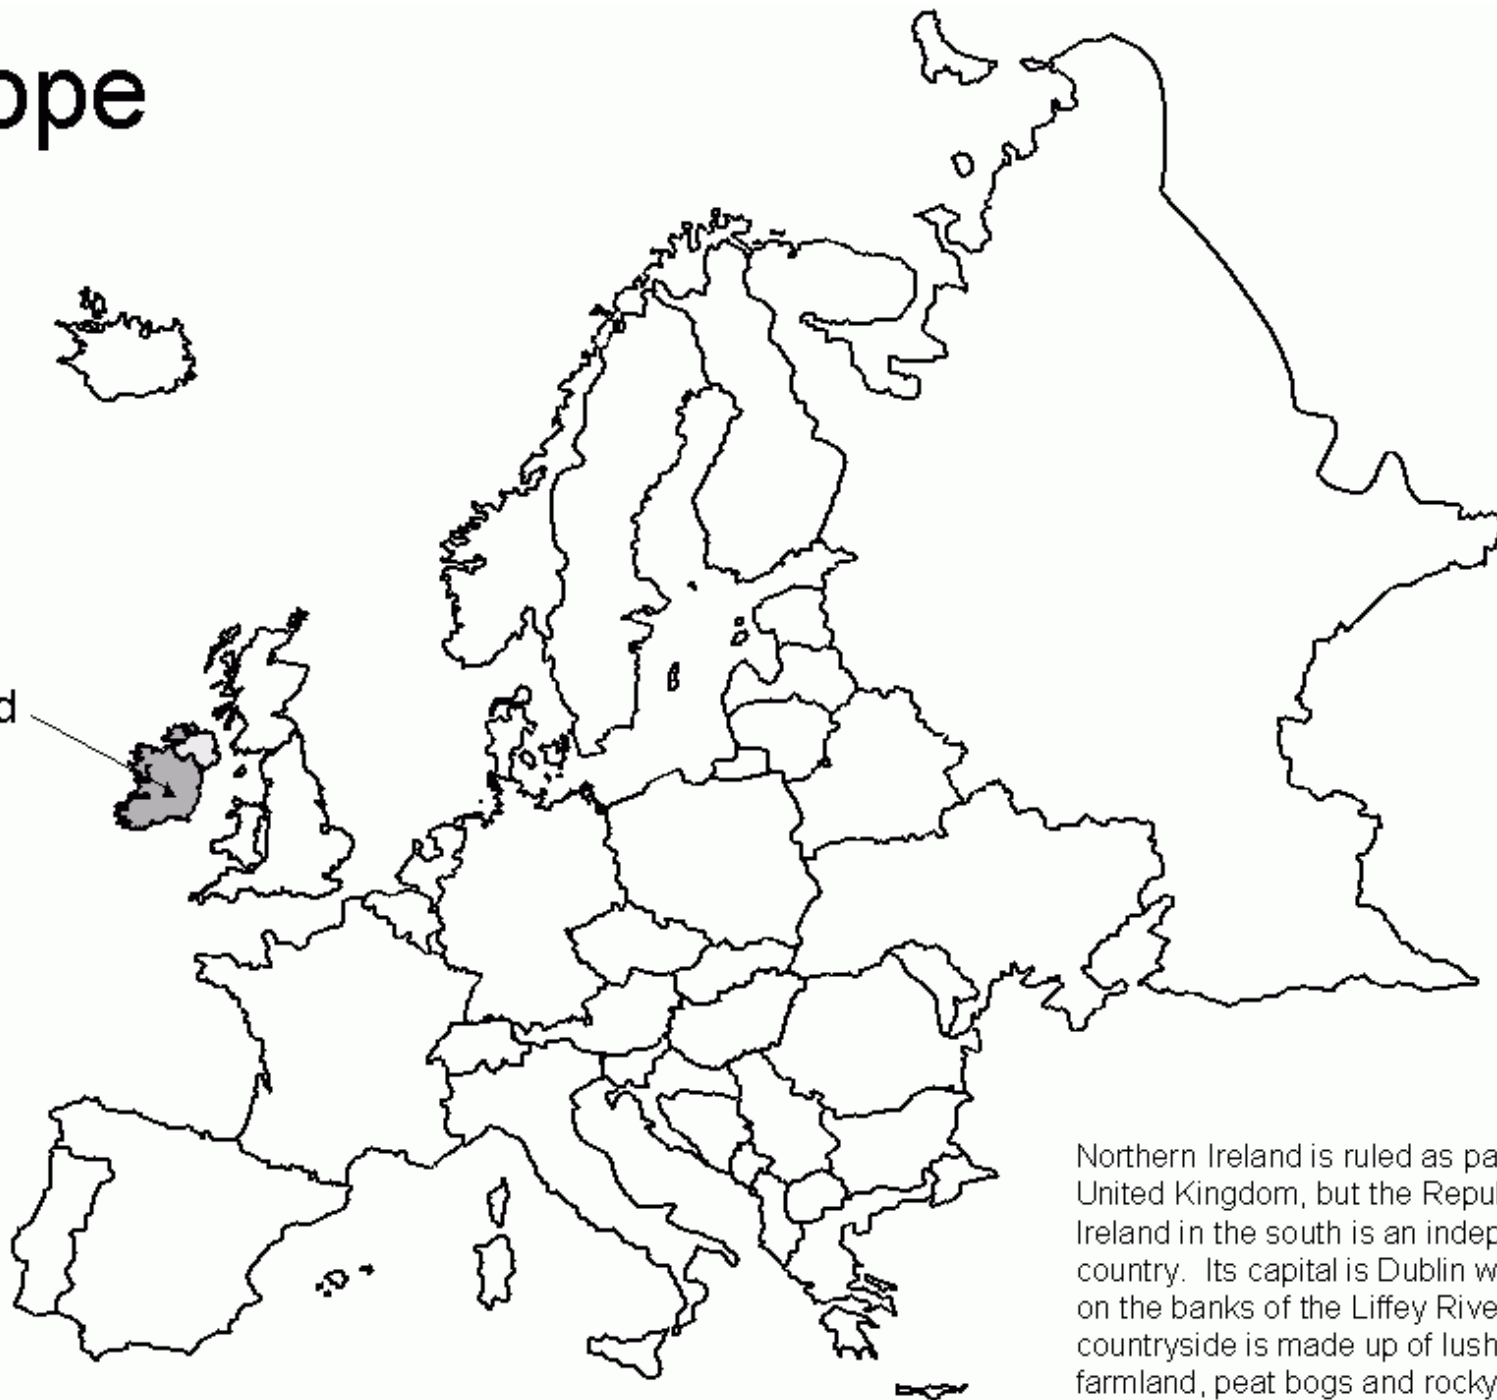 ope
d
Northern Ireland is ruled as pa
United Kingdom, but the Repu
Ireland in the south is an indep
country. Its capital is Dublin w
on the banks of the Liffey Rive
countryside is made up of lush
farmland, peat bogs and rocky